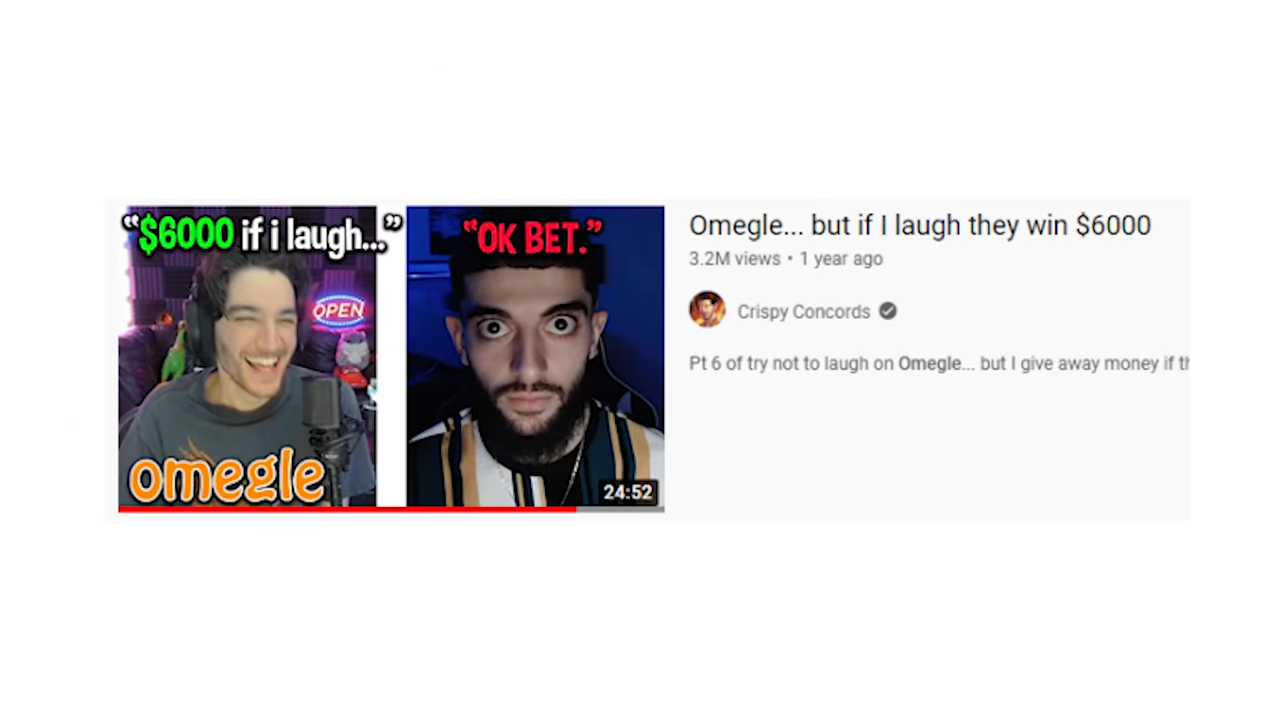 “$6000 if i laugh...”
“OK BET.”
OPEN
omegle
24:52
Omegle... but if I laugh they win $6000
3.2M views • 1 year ago
Crispy Concords
Pt 6 of try not to laugh on Omegle... but I give away money if th